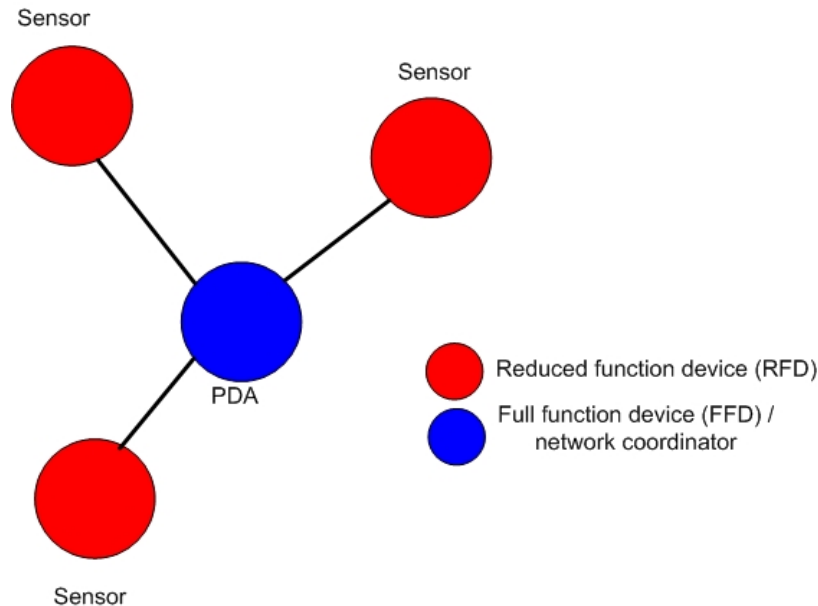 Sensor
Sensor
PDA
Reduced function device (RFD)
Full function device (FFD) /
network coordinator
Sensor